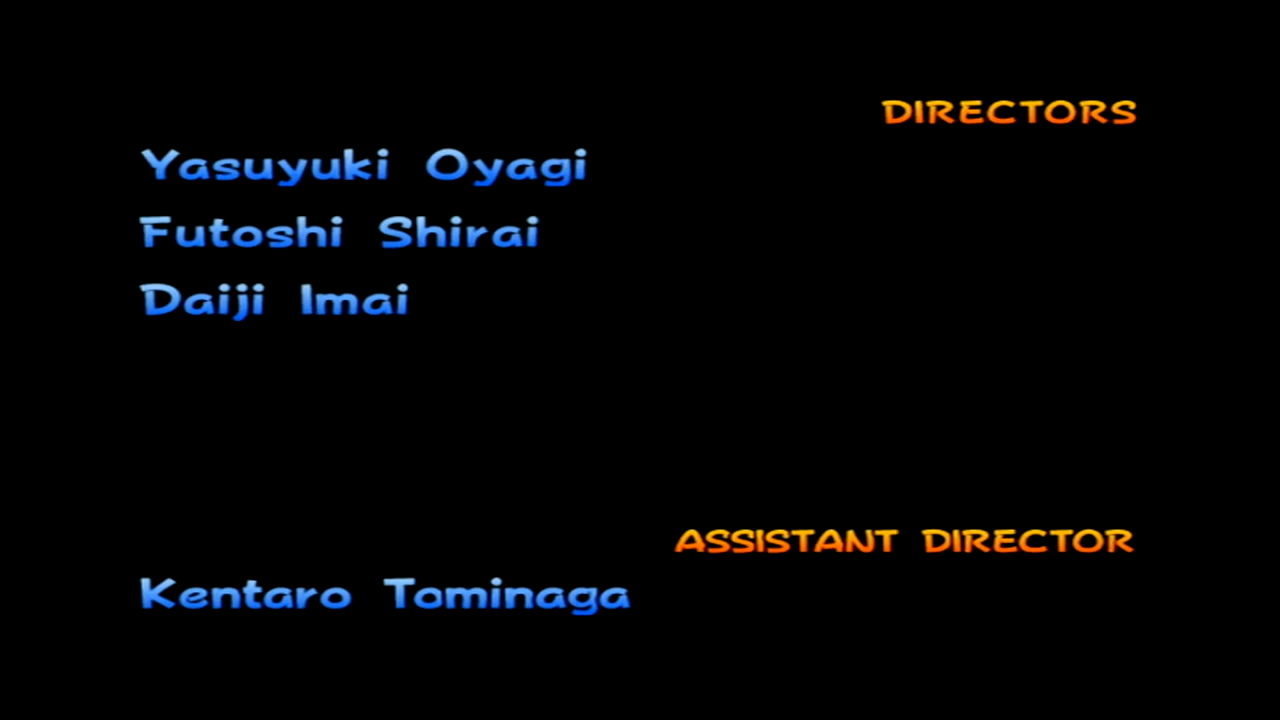 DIRECTORS
Yasuyuki Oyagi
Futoshi Shirai
Daiji Imai
ASSISTANT DIRECTOR
Kentaro Tominaga